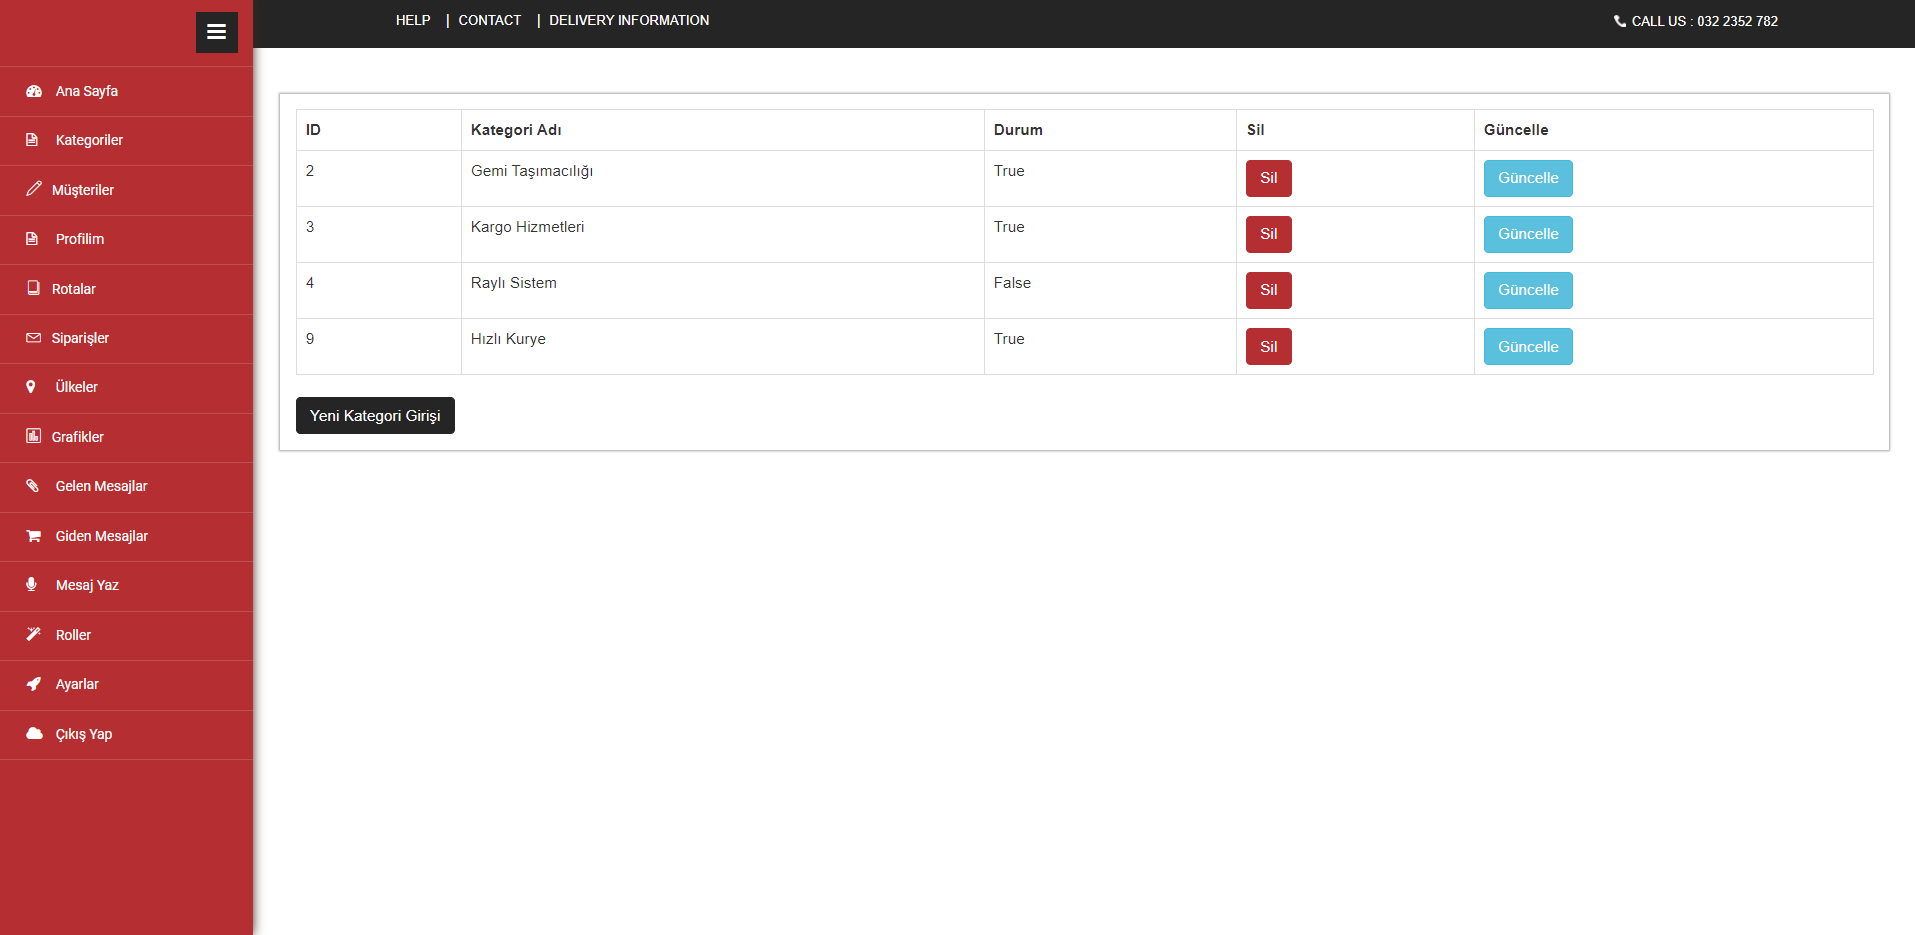 HELP | CONTACT | DELIVERY INFORMATION
CALL US : 032 2352 782
Ana Sayfa
Kategoriler
Müşteriler
Profilim
Rotalar
Siparişler
Ülkeler
Grafikler
Gelen Mesajlar
Giden Mesajlar
Mesaj Yaz
Roller
Ayarlar
Çıkış Yap
ID Kategori Adı Durum Sil Güncelle
2 Gemi Taşımacılığı True Sil Güncelle
3 Kargo Hizmetleri True Sil Güncelle
4 Raylı Sistem False Sil Güncelle
9 Hızlı Kurye True Sil Güncelle
Yeni Kategori Girişi